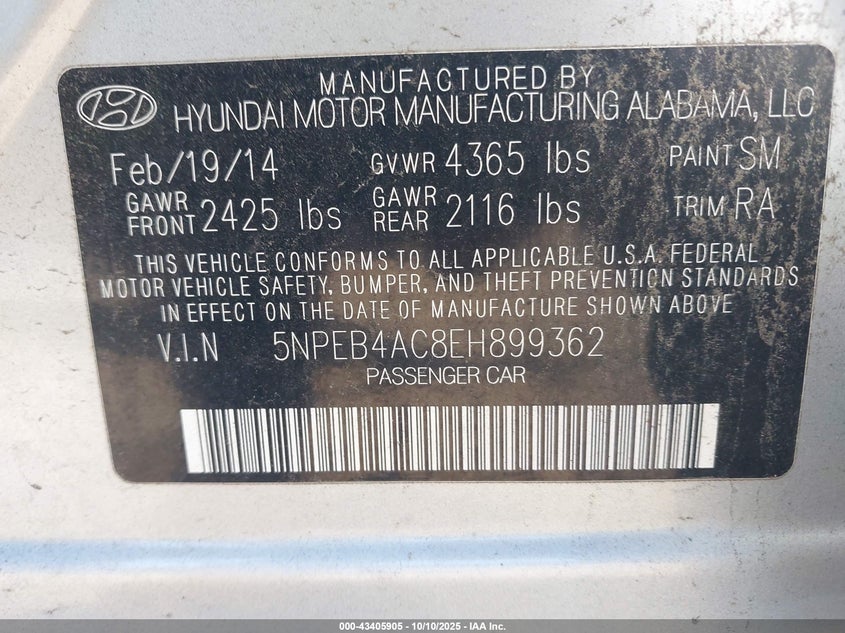 MANUFACTURED BY
HYUNDAI MOTOR MANUFACTURING ALABAMA, LLC
Feb/19/14 GVWR 4365 lbs PAINT SM
GAWR FRONT 2425 lbs GAWR REAR 2116 lbs TRIM RA
THIS VEHICLE CONFORMS TO ALL APPLICABLE U.S.A. FEDERAL
MOTOR VEHICLE SAFETY, BUMPER, AND THEFT PREVENTION STANDARDS
IN EFFECT ON THE DATE OF MANUFACTURE SHOWN ABOVE
V.I.N 5NPEB4AC8EH899362
PASSENGER CAR
000-43405905 - 10/10/2025 - IAA Inc.